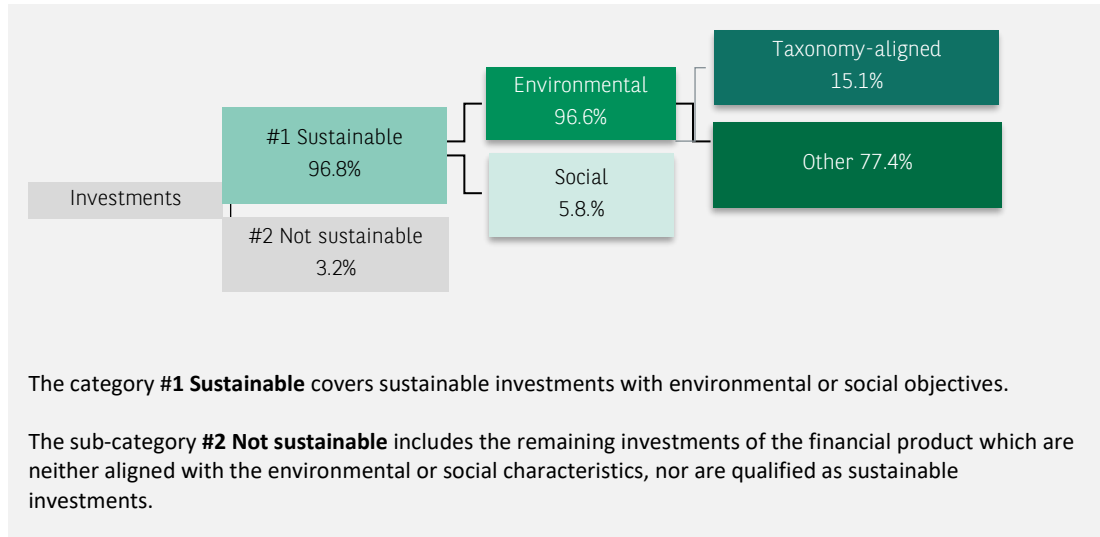 Investments
#1 Sustainable
96.8%
#2 Not sustainable
3.2%
Environmental
96.6%
Social
5.8.%
Taxonomy-aligned
15.1%
Other 77.4%
The category #1 Sustainable covers sustainable investments with environmental or social objectives.
The sub-category #2 Not sustainable includes the remaining investments of the financial product which are
neither aligned with the environmental or social characteristics, nor are qualified as sustainable
investments.